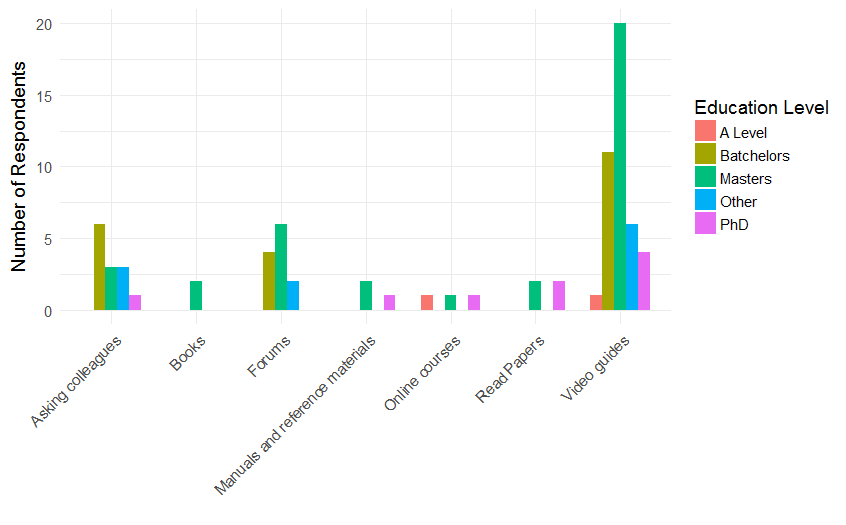 Number of Respondents
20
15
10
5
0
Asking colleagues
Books
Forums
Manuals and reference materials
Online courses
Read Papers
Video guides
Education Level
A Level
Batchelors
Masters
Other
PhD